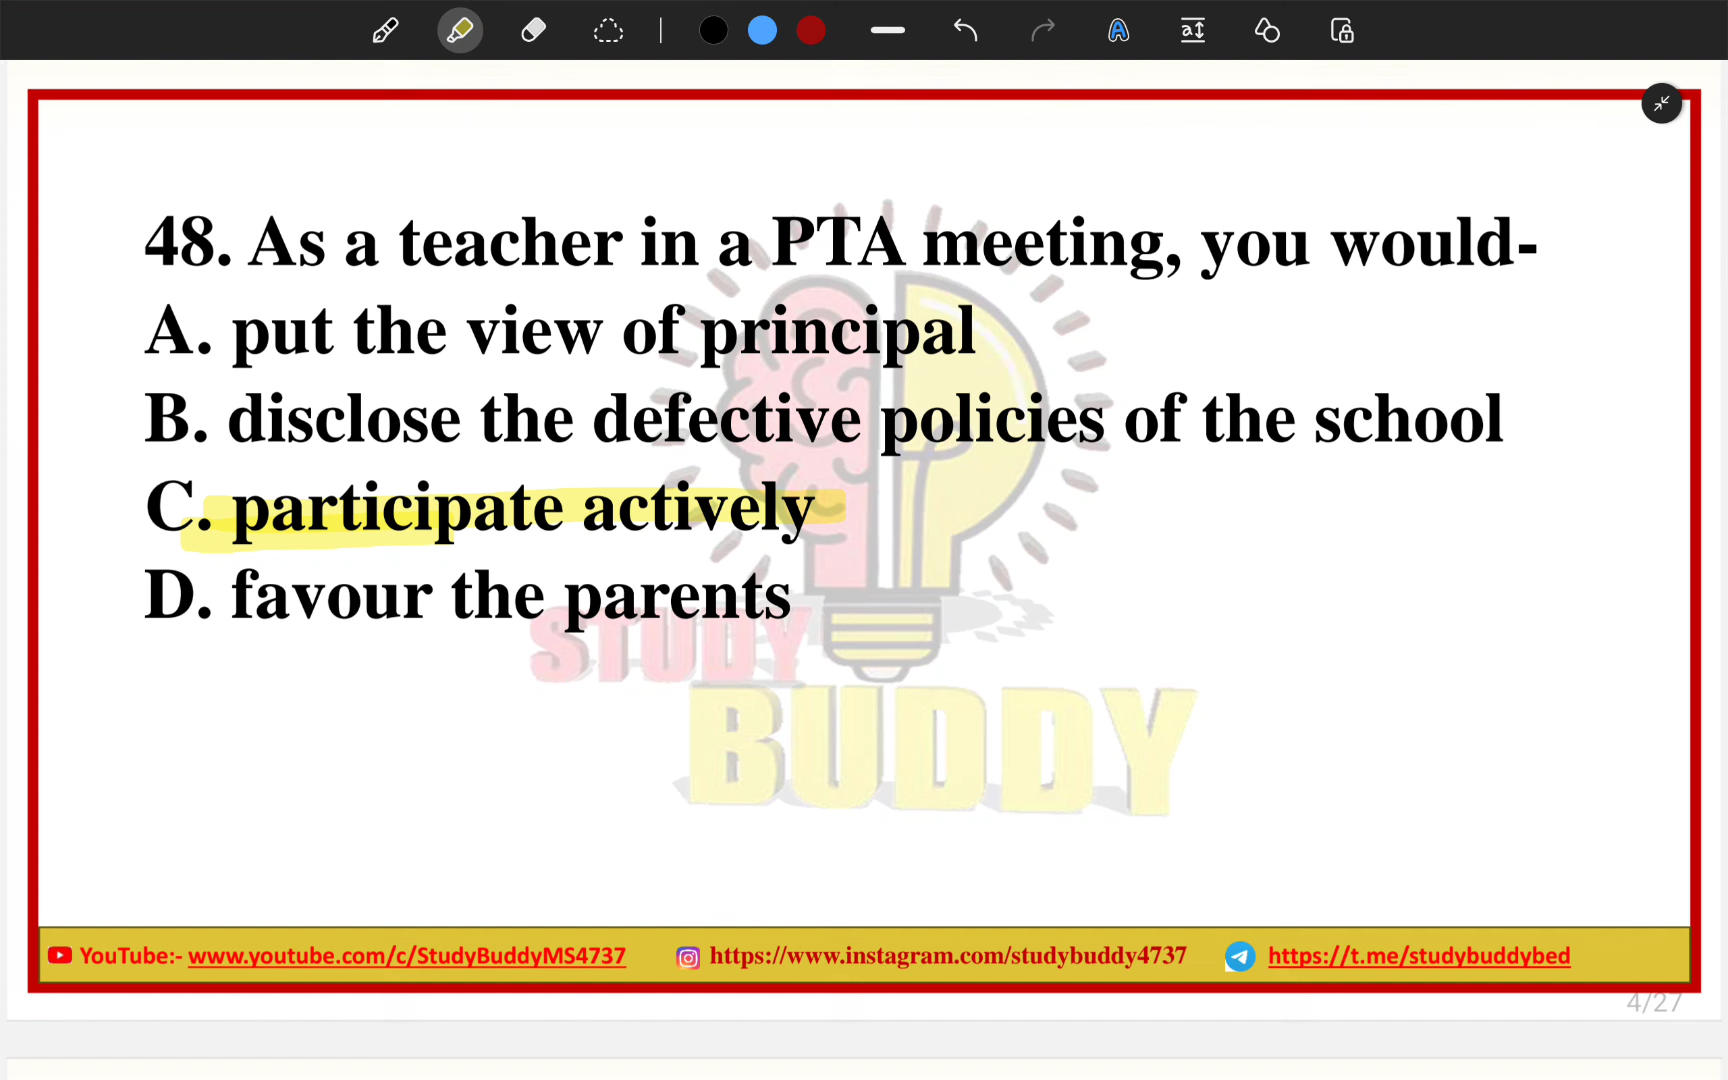 48. As a teacher in a PTA meeting, you would-
A. put the view of principal
B. disclose the defective policies of the school
C. participate actively
D. favour the parents
STUDY
BUDDY
YouTube:- www.youtube.com/c/StudyBuddyMS4737 https://www.instagram.com/studybuddy4737 https://t.me/studybuddybed
4/27